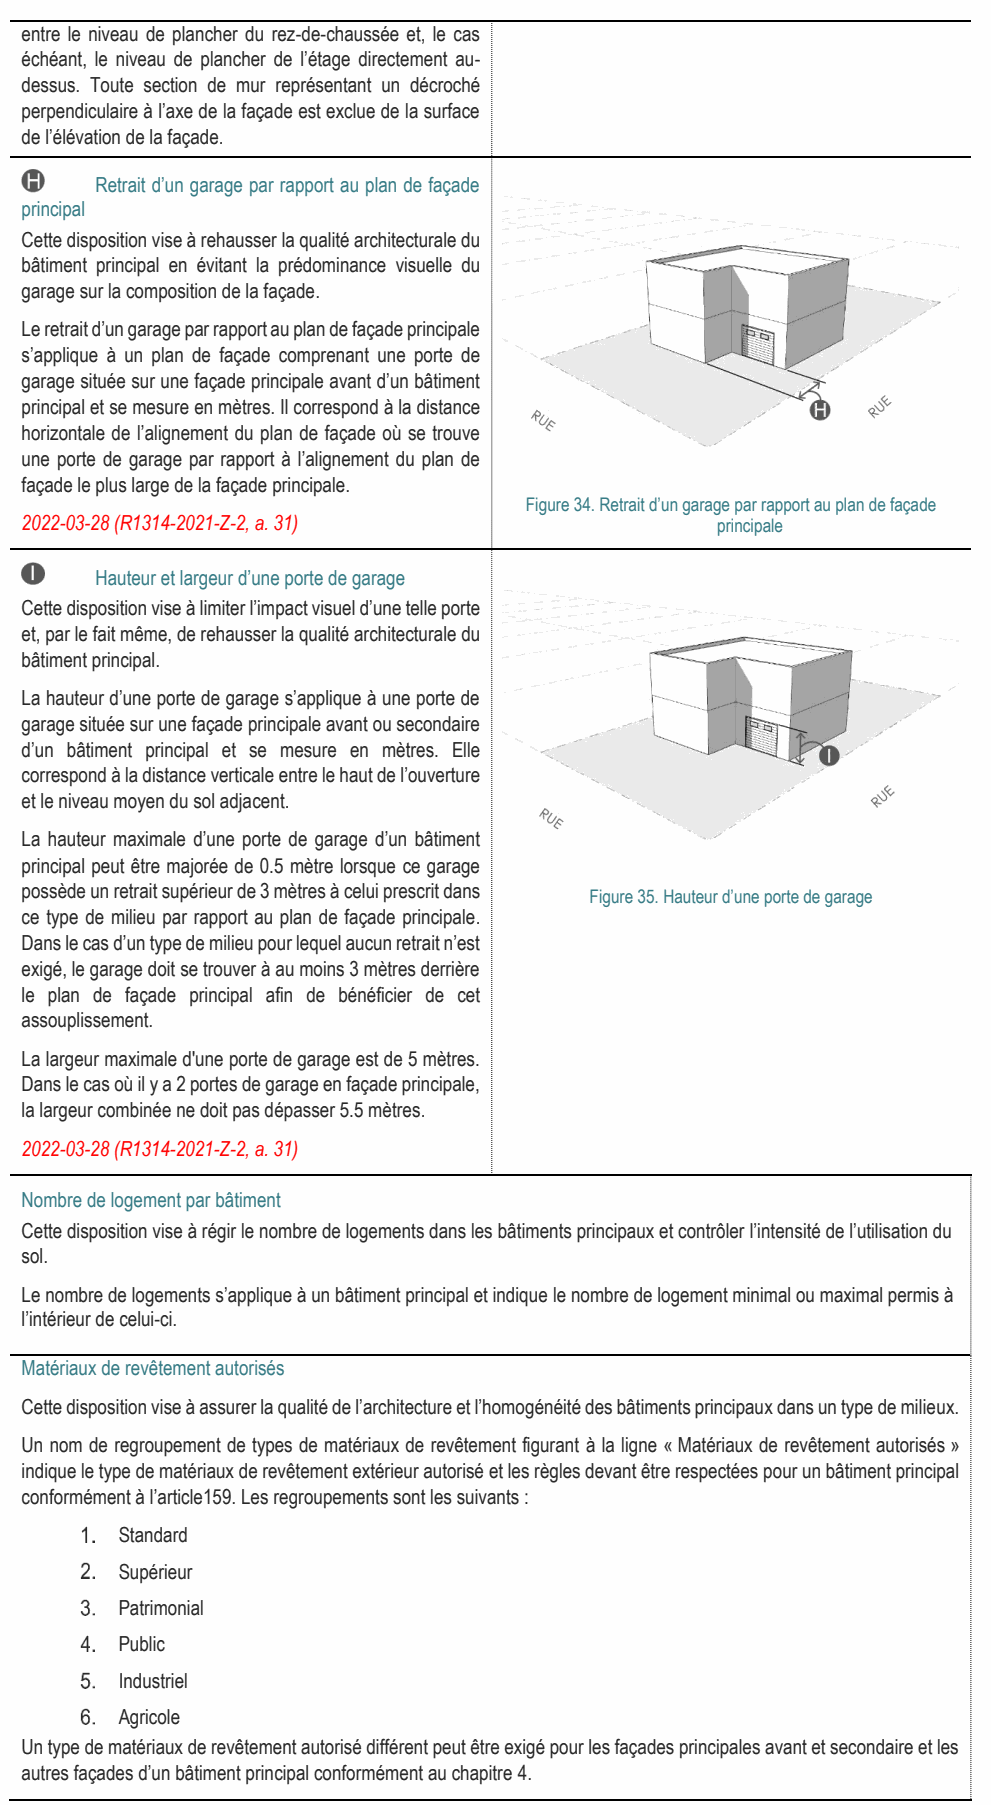 entre le niveau de plancher du rez-de-chaussée et, le cas
échéant, le niveau de plancher de l’étage directement au-
dessus. Toute section de mur représentant un décroché
perpendiculaire à l’axe de la façade est exclue de la surface
de l’élévation de la façade.
H Retrait d’un garage par rapport au plan de façade
principal
Cette disposition vise à rehausser la qualité architecturale du
bâtiment principal en évitant la prédominance visuelle du
garage sur la composition de la façade.
Le retrait d’un garage par rapport au plan de façade principale
s’applique à un plan de façade comprenant une porte de
garage située sur une façade principale avant d’un bâtiment
principal et se mesure en mètres. Il correspond à la distance
horizontale de l’alignement du plan de façade où se trouve
une porte de garage par rapport à l’alignement du plan de
façade le plus large de la façade principale.
2022-03-28 (R1314-2021-Z-2, a. 31)
RUE
H
RUE
Figure 34. Retrait d’un garage par rapport au plan de façade
principale
I Hauteur et largeur d’une porte de garage
Cette disposition vise à limiter l’impact visuel d’une telle porte
et, par le fait même, de rehausser la qualité architecturale du
bâtiment principal.
La hauteur d’une porte de garage s’applique à une porte de
garage située sur une façade principale avant ou secondaire
d’un bâtiment principal et se mesure en mètres. Elle
correspond à la distance verticale entre le haut de l’ouverture
et le niveau moyen du sol adjacent.
La hauteur maximale d’une porte de garage d’un bâtiment
principal peut être majorée de 0.5 mètre lorsque ce garage
possède un retrait supérieur de 3 mètres à celui prescrit dans
ce type de milieu par rapport au plan de façade principale.
Dans le cas d’un type de milieu pour lequel aucun retrait n’est
exigé, le garage doit se trouver à au moins 3 mètres derrière
le plan de façade principal afin de bénéficier de cet
assouplissement.
La largeur maximale d'une porte de garage est de 5 mètres.
Dans le cas où il y a 2 portes de garage en façade principale,
la largeur combinée ne doit pas dépasser 5.5 mètres.
2022-03-28 (R1314-2021-Z-2, a. 31)
I
RUE
RUE
Figure 35. Hauteur d’une porte de garage
Nombre de logement par bâtiment
Cette disposition vise à régir le nombre de logements dans les bâtiments principaux et contrôler l’intensité de l’utilisation du
sol.
Le nombre de logements s’applique à un bâtiment principal et indique le nombre de logement minimal ou maximal permis à
l’intérieur de celui-ci.
Matériaux de revêtement autorisés
Cette disposition vise à assurer la qualité de l’architecture et l’homogénéité des bâtiments principaux dans un type de milieux.
Un nom de regroupement de types de matériaux de revêtement figurant à la ligne « Matériaux de revêtement autorisés »
indique le type de matériaux de revêtement extérieur autorisé et les règles devant être respectées pour un bâtiment principal
conformément à l’article159. Les regroupements sont les suivants :
1. Standard
2. Supérieur
3. Patrimonial
4. Public
5. Industriel
6. Agricole
Un type de matériaux de revêtement autorisé différent peut être exigé pour les façades principales avant et secondaire et les
autres façades d’un bâtiment principal conformément au chapitre 4.